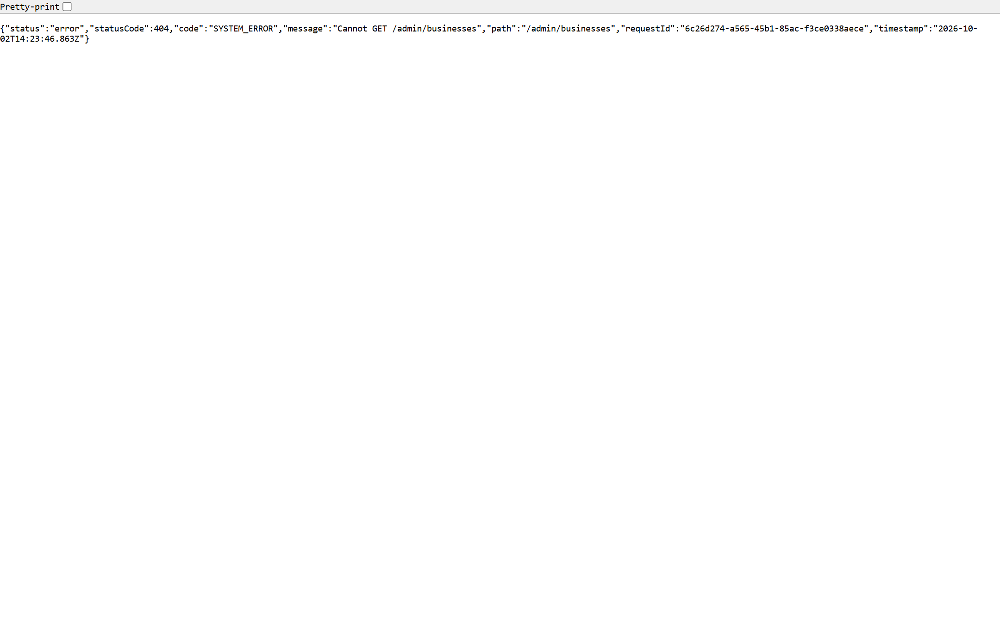 Pretty-print
{"status":"error","statusCode":404,"code":"SYSTEM_ERROR","message":"Cannot GET /admin/businesses","path":"/admin/businesses","requestId":"6c26d274-a565-45b1-85ac-f3ce0338aece","timestamp":"2026-10-
02T14:23:46.863Z"}